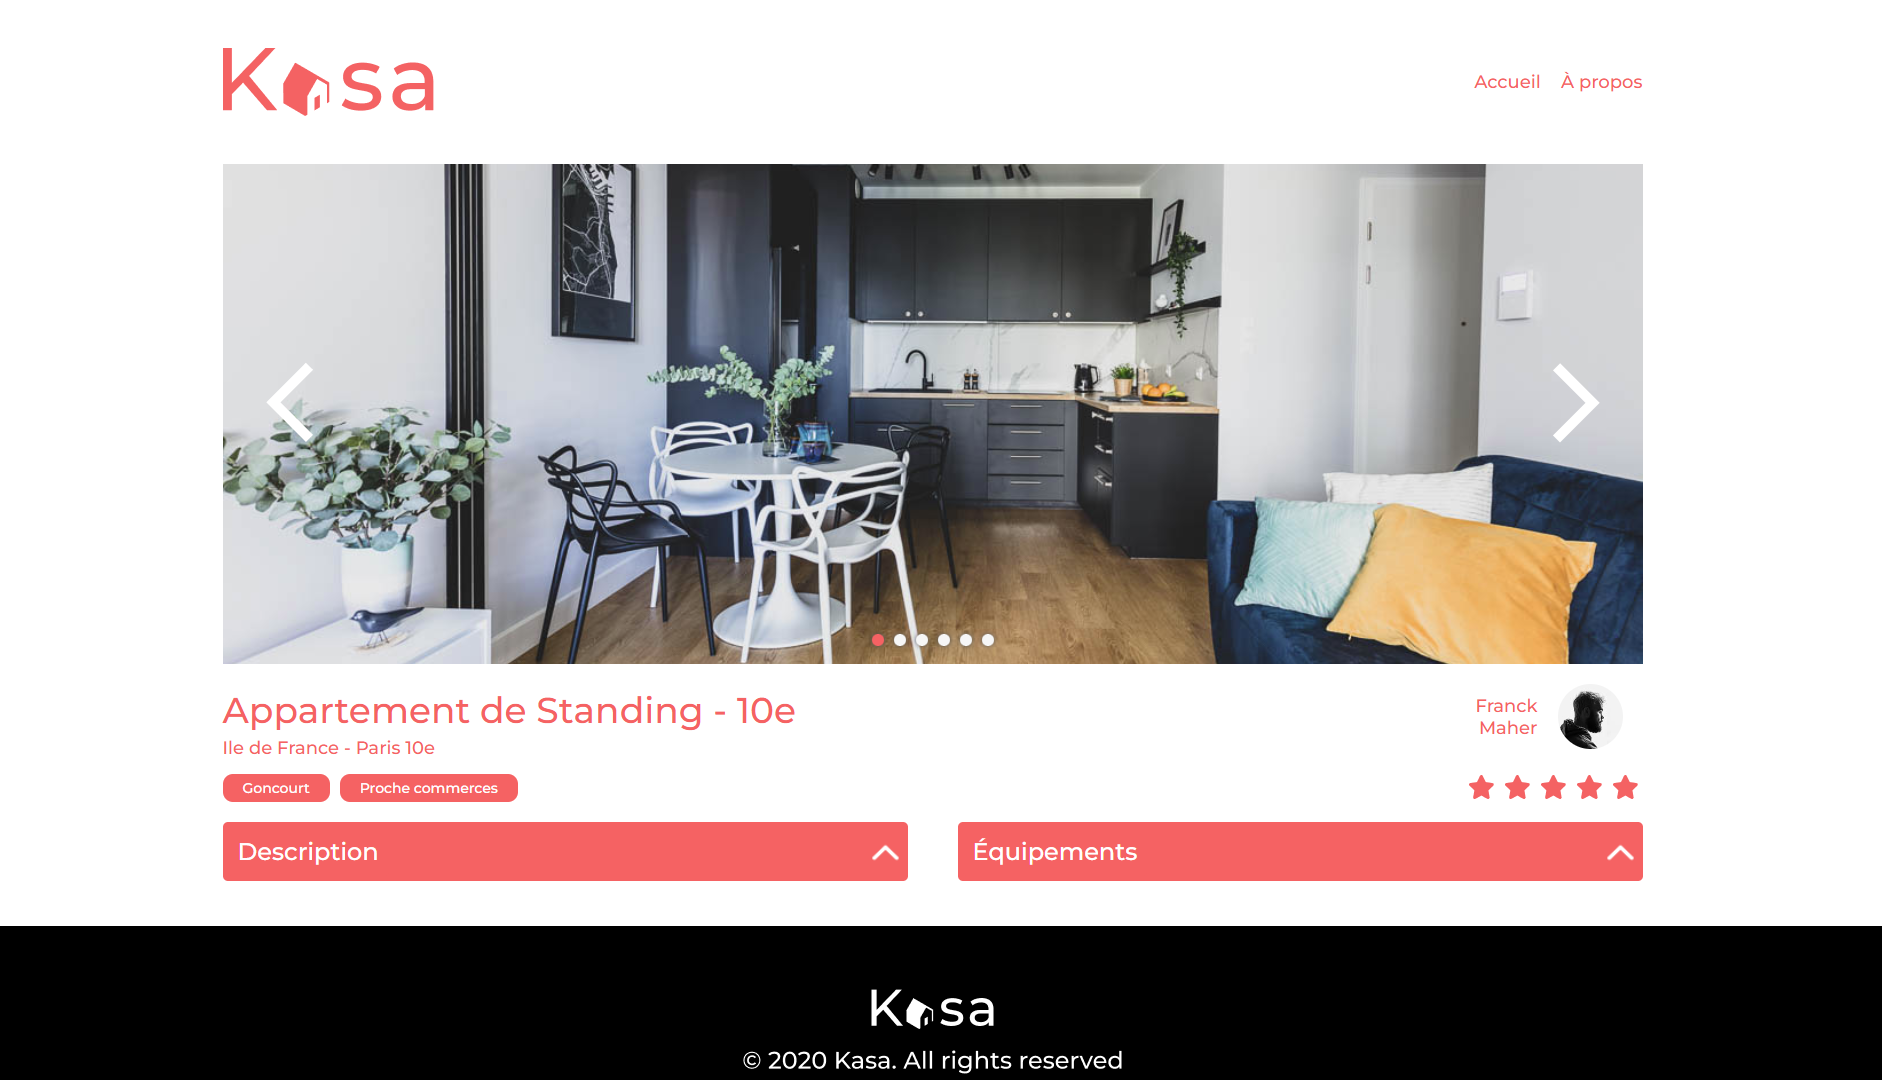 Kasa
Accueil À propos
Appartement de Standing - 10e
Ile de France - Paris 10e
Franck
Maher
Goncourt Proche commerces
Description Équipements
Kasa
© 2020 Kasa. All rights reserved